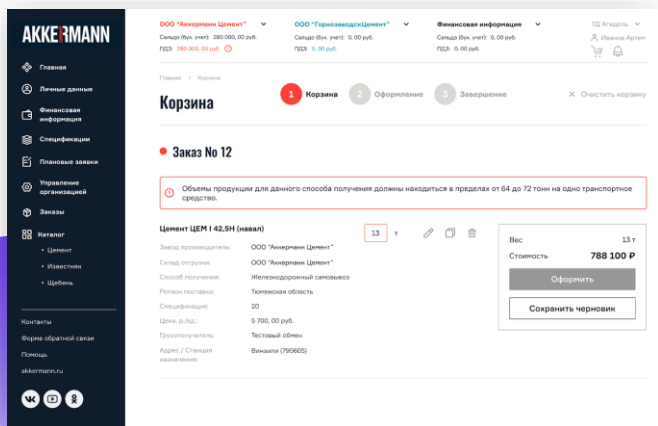 AKKERMANN
Главная
Личные данные
Финансовая
информация
Спецификации
Плановые заявки
Управление
организацией
Заказы
Каталог
• Цемент
• Известняк
• Щебень
Контакты
Форма обратной связи
Помощь
akkermann.ru
ООО "Аккерманн Цемент"
Сальдо (бух. учет): 280 000, 00 руб.
ПДЗ: 280 000, 00 руб.
ООО "ГорнозаводскЦемент"
Сальдо (бух. учет): 0, 00 руб.
ПДЗ: 0, 00 руб.
Финансовая информация
Сальдо (бух. учет): 0, 00 руб.
ПДЗ: 0, 00 руб.
ТД Агидель
Иванов Артем
Главная / Корзина
Корзина
1 Корзина 2 Оформление 3 Завершение
× Очистить корзину
Заказ No 12
Объемы продукции для данного способа получения должны находиться в пределах от 64 до 72 тонн на одно транспортное
средство.
Цемент ЦЕМ I 42,5Н (навал) 13 т
Завод производитель: ООО "Аккерманн Цемент"
Склад отгрузки: ООО "Аккерманн Цемент"
Способ получения: Железнодорожный самовывоз
Регион поставки: Тюменская область
Спецификация: 20
Цена, р./ед.: 5 700, 00 руб.
Грузополучатель: Тестовый обмен
Адрес / Станция
назначения: Винзили (790605)
Вес 13 т
Стоимость 788 100 ₽
Оформить
Сохранить черновик